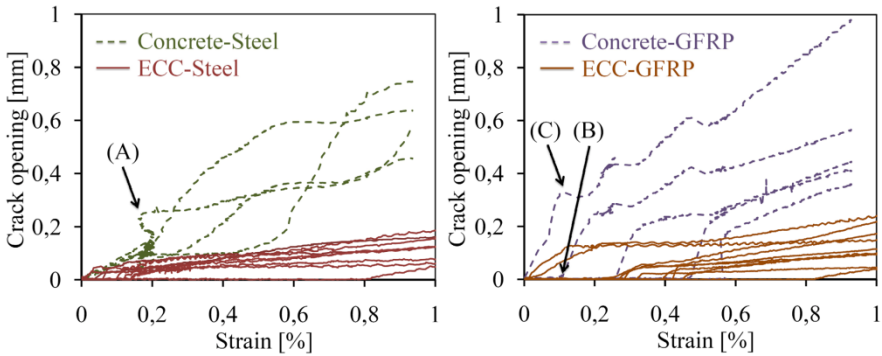 Crack opening [mm]
1
0,8
0,6
0,4
0,2
0
Concrete-Steel
ECC-Steel
(A)
0 0,2 0,4 0,6 0,8 1
Strain [%]
Crack opening [mm]
1
0,8
0,6
0,4
0,2
0
Concrete-GFRP
ECC-GFRP
(C) (B)
0 0,2 0,4 0,6 0,8 1
Strain [%]